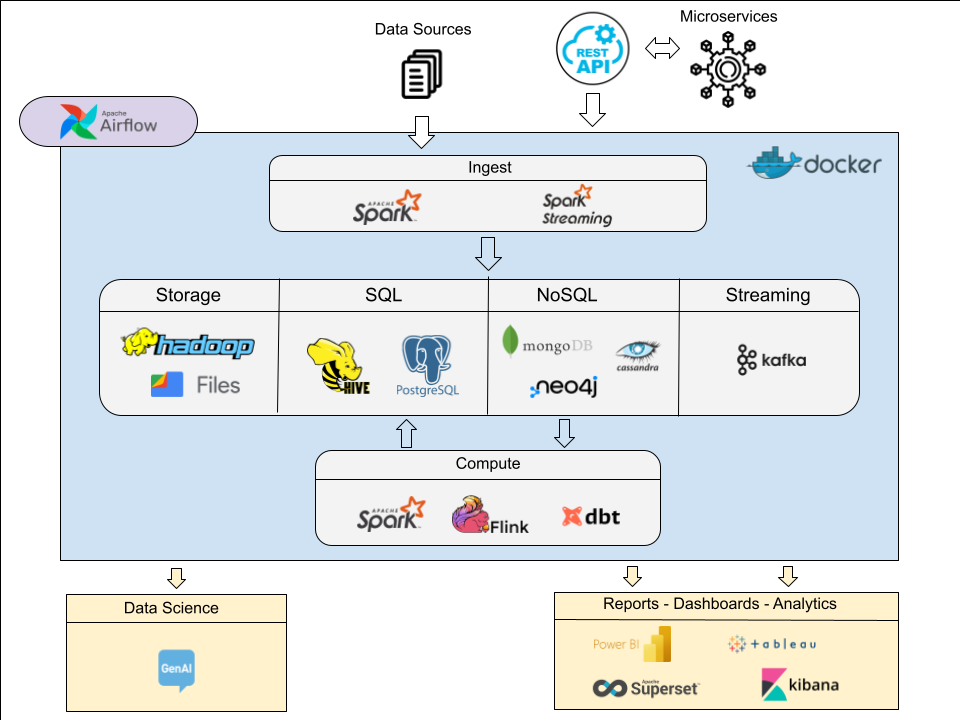 Data Sources
REST
API
Microservices
Apache
Airflow
docker
Ingest
APACHE
Spark
Spark
Streaming
Storage
SQL
NoSQL
Streaming
hadoop
Files
HIVE
PostgreSQL
mongoDB
cassandra
neo4j
kafka
Compute
APACHE
Spark
Flink
dbt
Data Science
GenAI
Reports - Dashboards - Analytics
Power BI
+ableau
Apache
Superset
kibana